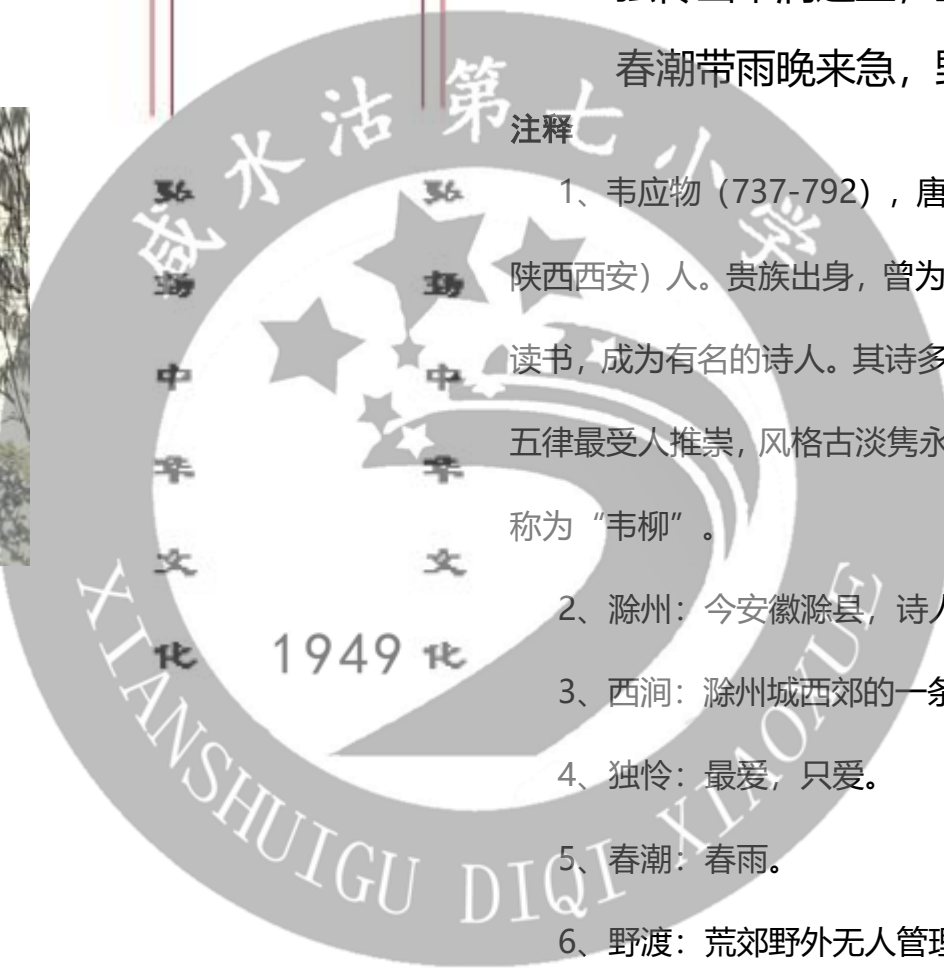 春潮带雨晚来急，
注释
1、韦应物（737-792），唐
陕西西安）人。贵族出身，曾为
读书，成为有名的诗人。其诗多
五律最受人推崇，风格古淡隽永
称为“韦柳”。
2、滁州：今安徽滁县，诗人
3、西涧：滁州城西郊的一条
4、独怜：最爱，只爱。
5、春潮：春雨。
6、野渡：荒郊野外无人管理
弘扬中华文化
弘扬中华文化
咸水沽第七小学
1949
XIANSHUIGU DIQI XIAOXUE